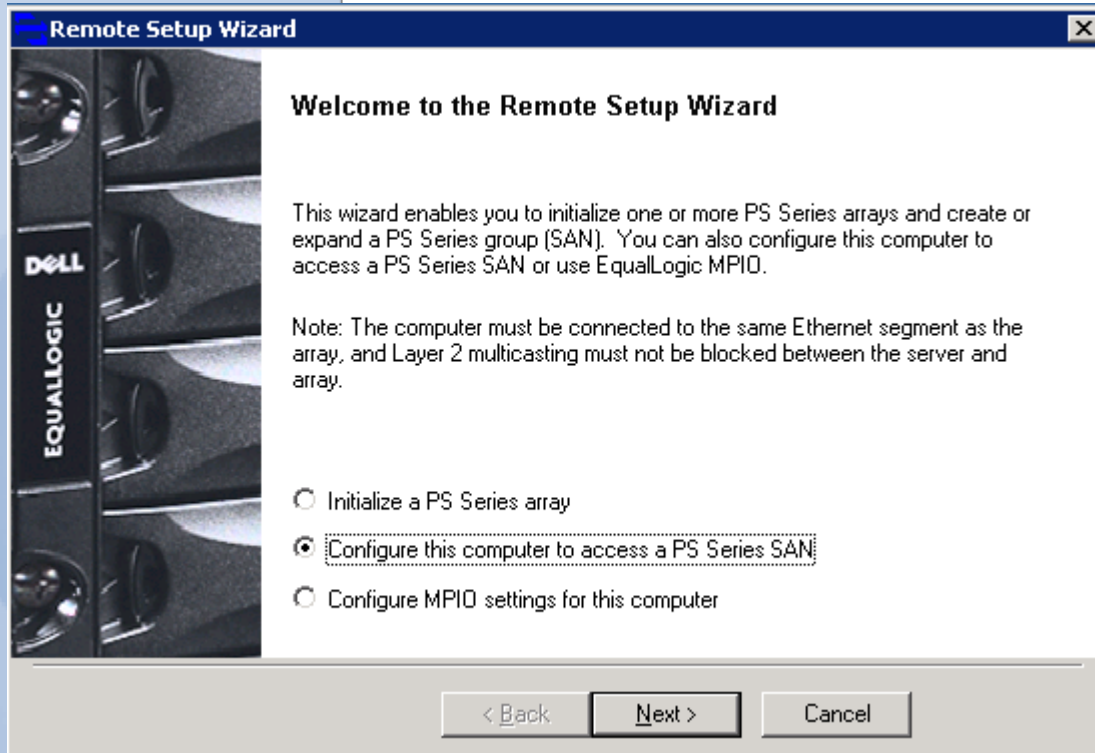 Remote Setup Wizard
Welcome to the Remote Setup Wizard
This wizard enables you to initialize one or more PS Series arrays and create or
expand a PS Series group (SAN). You can also configure this computer to
access a PS Series SAN or use EqualLogic MPIO.
Note: The computer must be connected to the same Ethernet segment as the
array, and Layer 2 multicasting must not be blocked between the server and
array.
DELL
EQUALLOGIC
Initialize a PS Series array
Configure this computer to access a PS Series SAN
Configure MPIO settings for this computer
< Back
Next >
Cancel